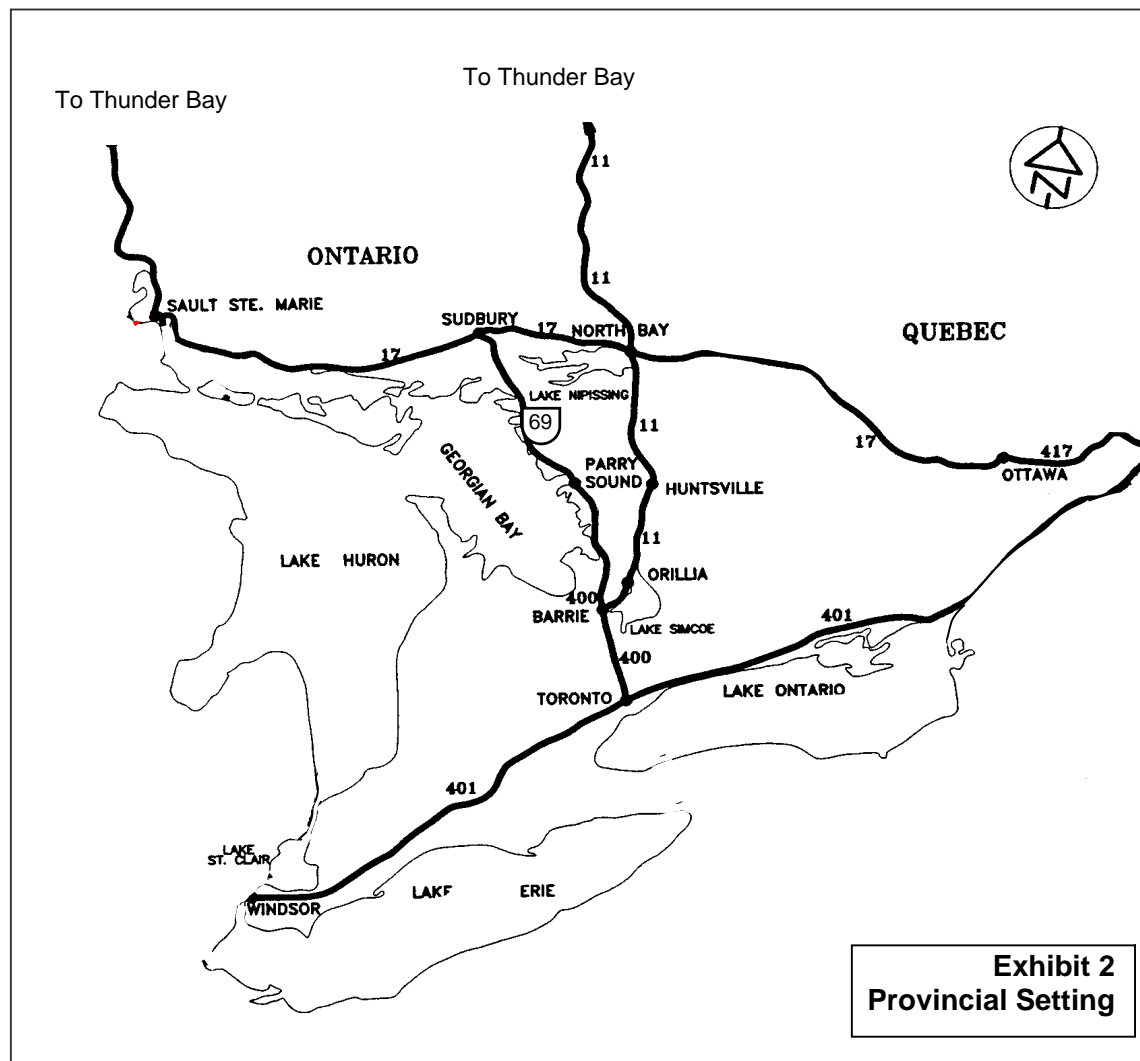 To Thunder Bay
To Thunder Bay
11
N
ONTARIO
11
SAULT STE. MARIE
SUDBURY
17
NORTH BAY
QUEBEC
17
LAKE NIPISSING
69
11
17
417
OTTAWA
GEORGIAN BAY
PARRY
SOUND
HUNTSVILLE
LAKE HURON
11
ORILLIA
400
BARRIE
LAKE SIMCOE
401
400
TORONTO
LAKE ONTARIO
401
LAKE
ST. CLAIR
WINDSOR
LAKE ERIE
Exhibit 2
Provincial Setting